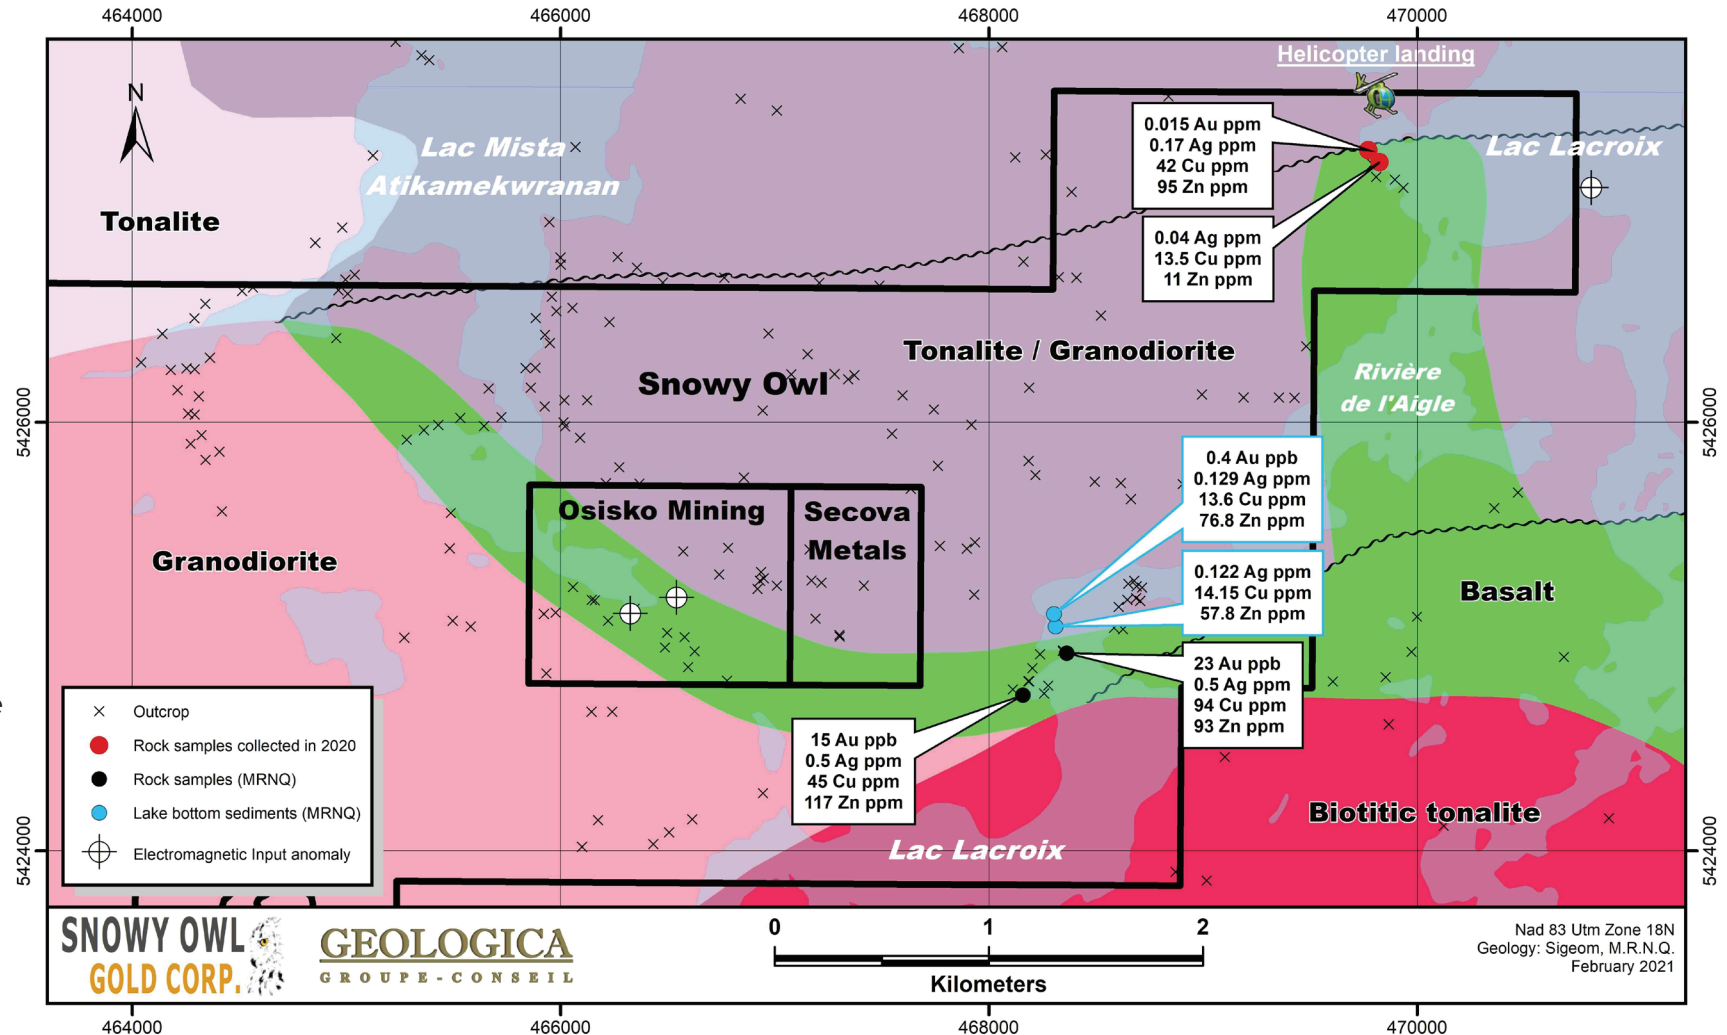 464000
466000
468000
470000
Helicopter landing
N
0.015 Au ppm
0.17 Ag ppm
42 Cu ppm
95 Zn ppm
Lac Mista
Atikamekwranan
Lac Lacroix
Tonalite
0.04 Ag ppm
13.5 Cu ppm
11 Zn ppm
Tonalite / Granodiorite
Snowy Owl
Rivière
de l'Aigle
5426000
5426000
0.4 Au ppb
0.129 Ag ppm
13.6 Cu ppm
76.8 Zn ppm
Osisko Mining
Secova
Metals
Granodiorite
0.122 Ag ppm
14.15 Cu ppm
57.8 Zn ppm
Basalt
23 Au ppb
0.5 Ag ppm
94 Cu ppm
93 Zn ppm
15 Au ppb
0.5 Ag ppm
45 Cu ppm
117 Zn ppm
Biotitic tonalite
Lac Lacroix
5424000
5424000
Outcrop
Rock samples collected in 2020
Rock samples (MRNQ)
Lake bottom sediments (MRNQ)
Electromagnetic Input anomaly
SNOWY OWL
GOLD CORP.
GEOLOGICA
GROUPE-CONSEIL
0 1 2
Kilometers
Nad 83 Utm Zone 18N
Geology: Sigeom, M.R.N.Q.
February 2021
464000
466000
468000
470000